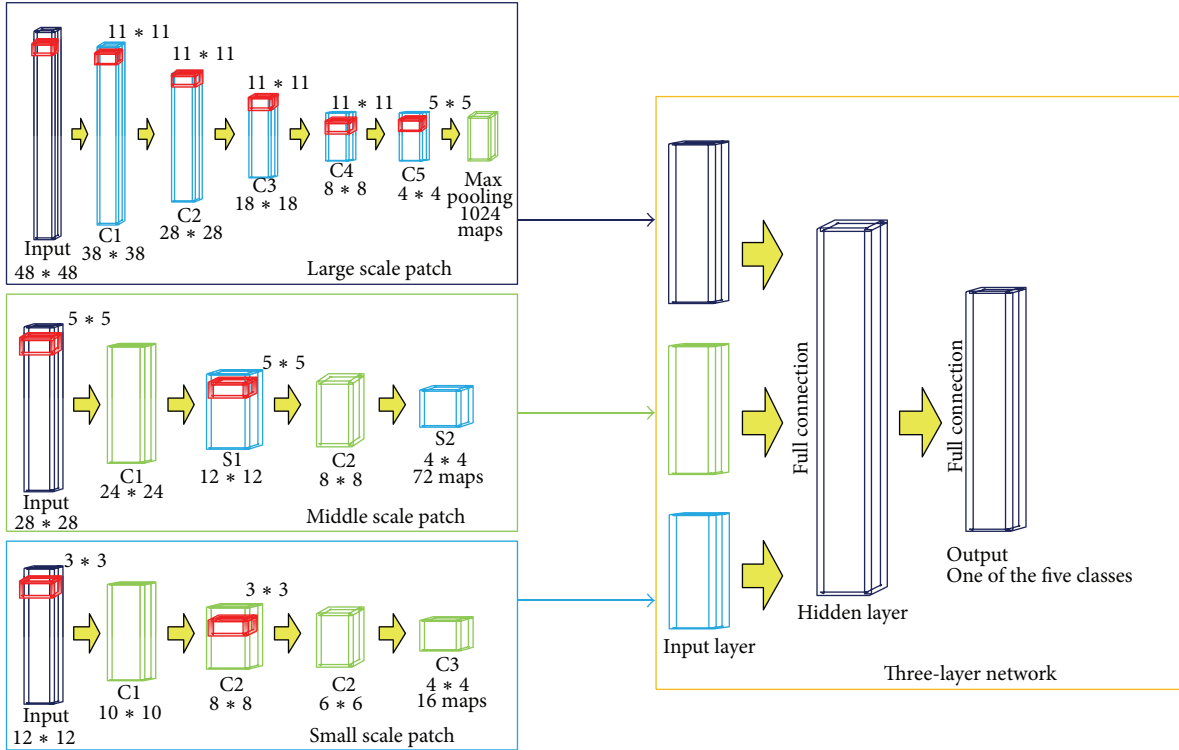 11 * 11
11 * 11
11 * 11
11 * 11
5 * 5
Input
48 * 48
C1
38 * 38
C2
28 * 28
C3
18 * 18
C4
8 * 8
C5
4 * 4
Max
pooling
1024
maps
Large scale patch
5 * 5
5 * 5
Input
28 * 28
C1
24 * 24
S1
12 * 12
C2
8 * 8
S2
4 * 4
72 maps
Middle scale patch
3 * 3
3 * 3
Input
12 * 12
C1
10 * 10
C2
8 * 8
C2
6 * 6
C3
4 * 4
16 maps
Small scale patch
Input layer
Full connection
Hidden layer
Full connection
Output
One of the five classes
Three-layer network